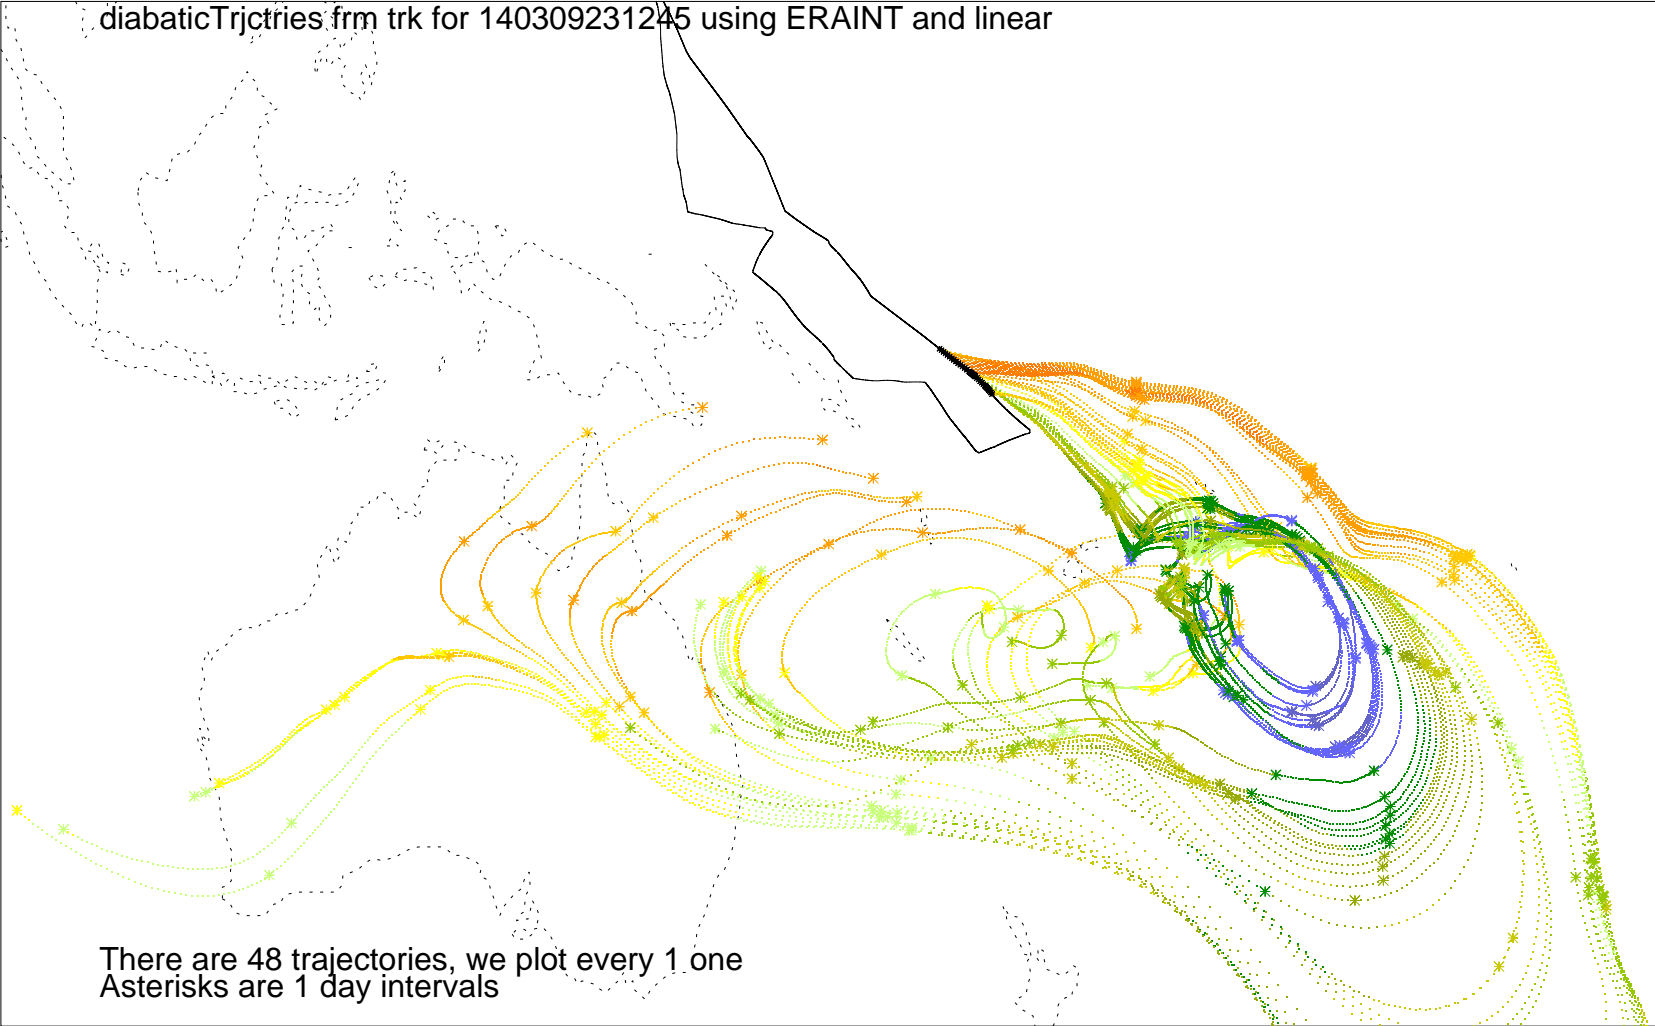 diabaticTrjctries frm trk for 140309231245 using ERAINT and linear
There are 48 trajectories, we plot every 1 one
Asterisks are 1 day intervals